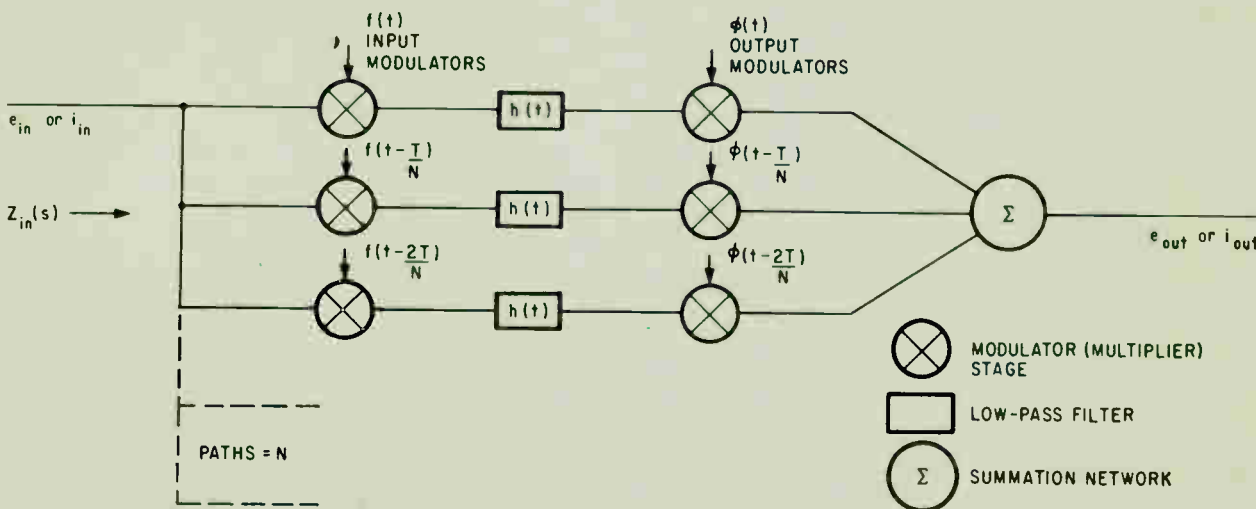 f(t)
INPUT
MODULATORS
ϕ(t)
OUTPUT
MODULATORS
e_in or i_in
h(t)
f(t-T/N)
ϕ(t-T/N)
Z_in(s)
h(t)
Σ
e_out or i_out
f(t-2T/N)
ϕ(t-2T/N)
h(t)
MODULATOR (MULTIPLIER)
STAGE
LOW-PASS FILTER
PATHS = N
Σ
SUMMATION NETWORK